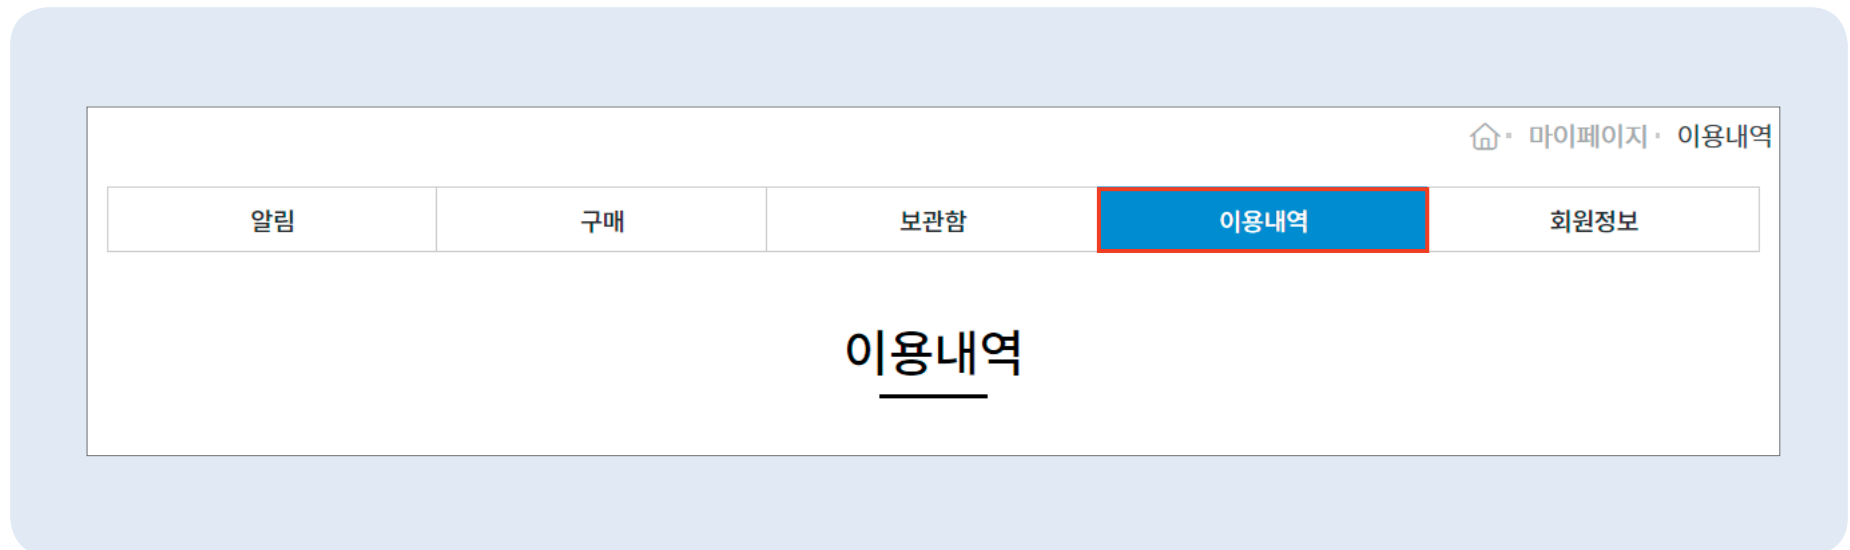 마이페이지 · 이용내역
알림 구매 보관함 이용내역 회원정보
이용내역